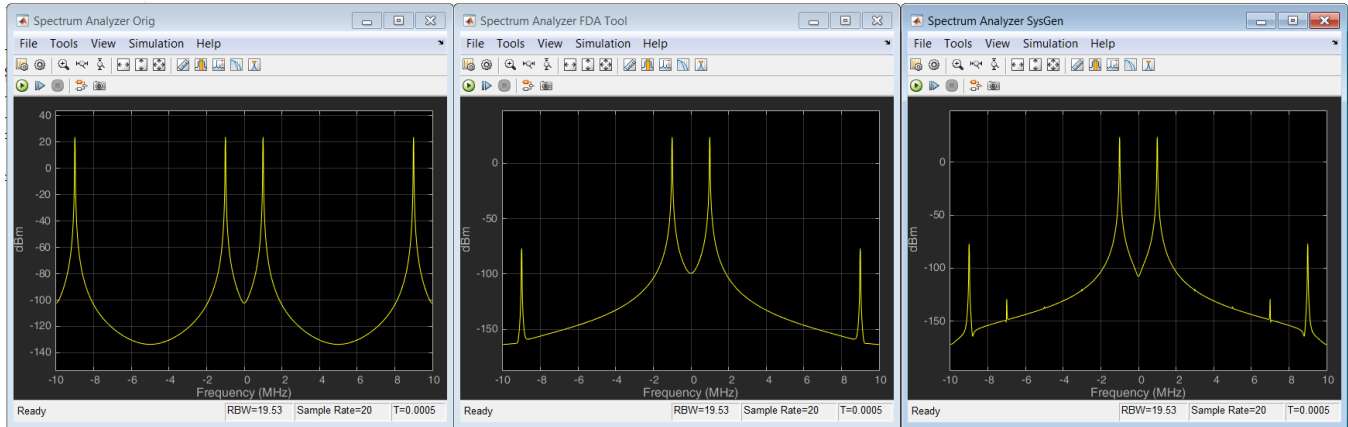 Spectrum Analyzer Orig
File Tools View Simulation Help
40
20
0
-20
-40
-60
-80
-100
-120
-140
dBm
-10 -8 -6 -4 -2 0 2 4 6 8 10
Frequency (MHz)
Ready RBW=19.53 Sample Rate=20 T=0.0005
Spectrum Analyzer FDA Tool
File Tools View Simulation Help
0
-50
-100
-150
dBm
-10 -8 -6 -4 -2 0 2 4 6 8 10
Frequency (MHz)
Ready RBW=19.53 Sample Rate=20 T=0.0005
Spectrum Analyzer SysGen
File Tools View Simulation Help
0
-50
-100
-150
dBm
-10 -8 -6 -4 -2 0 2 4 6 8 10
Frequency (MHz)
Ready RBW=19.53 Sample Rate=20 T=0.0005